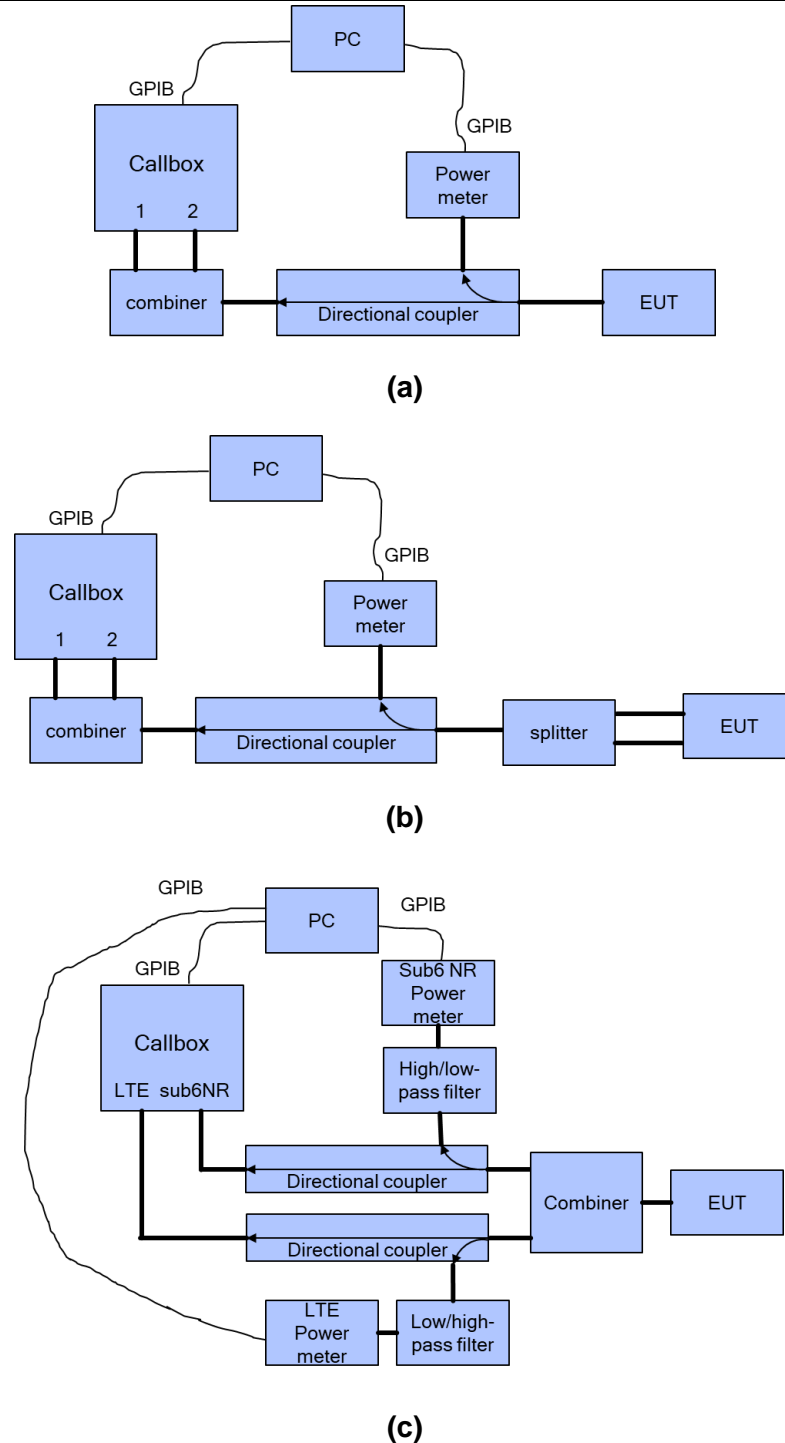 PC
GPIB
GPIB
Callbox
1 2
Power
meter
combiner
Directional coupler
EUT
(a)
PC
GPIB
GPIB
Callbox
1 2
Power
meter
combiner
Directional coupler
splitter
EUT
(b)
GPIB
PC
GPIB
GPIB
Sub6 NR
Power
meter
Callbox
LTE sub6NR
High/low-
pass filter
Directional coupler
Combiner
EUT
Directional coupler
LTE
Power
meter
Low/high-
pass filter
(c)